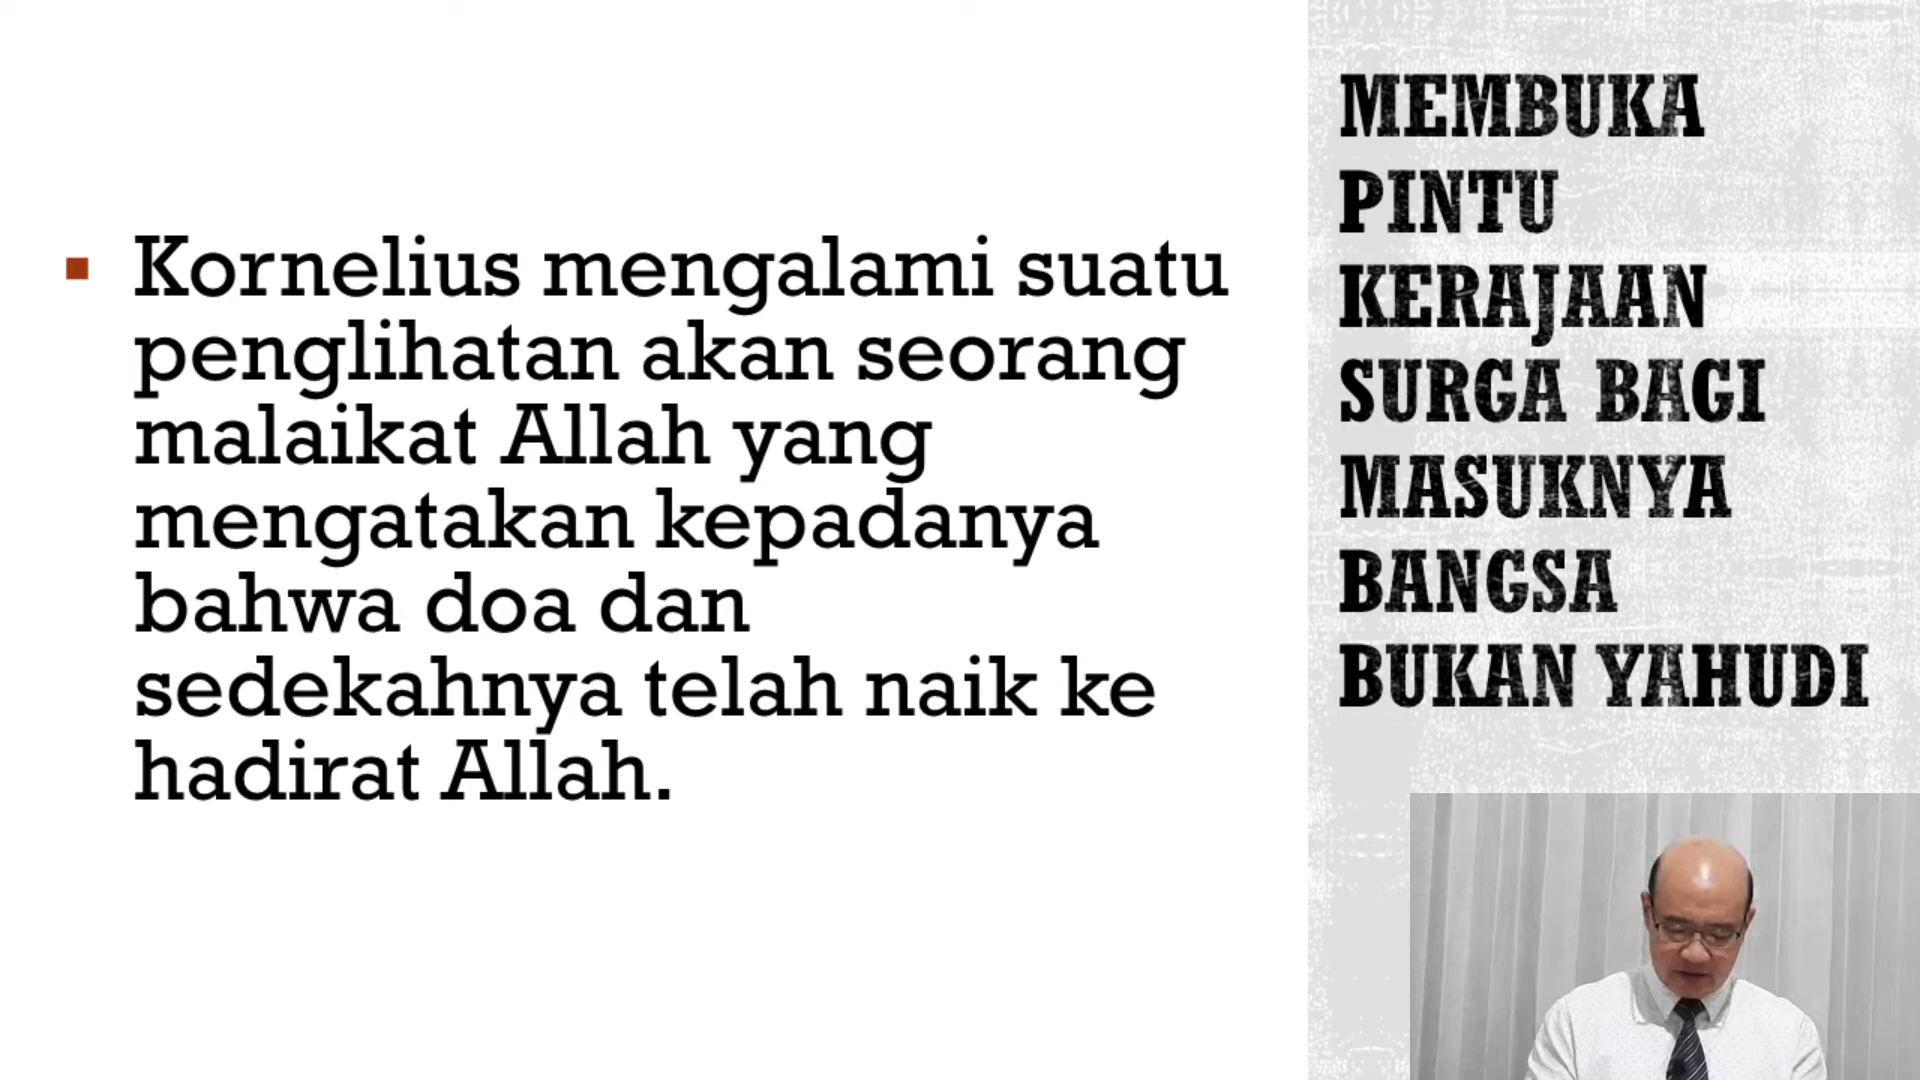 Kornelius mengalami suatu
penglihatan akan seorang
malaikat Allah yang
mengatakan kepadanya
bahwa doa dan
sedekahnya telah naik ke
hadirat Allah.
MEMBUKA
PINTU
KERAJAAN
SURGA BAGI
MASUKNYA
BANGSA
BUKAN YAHUDI